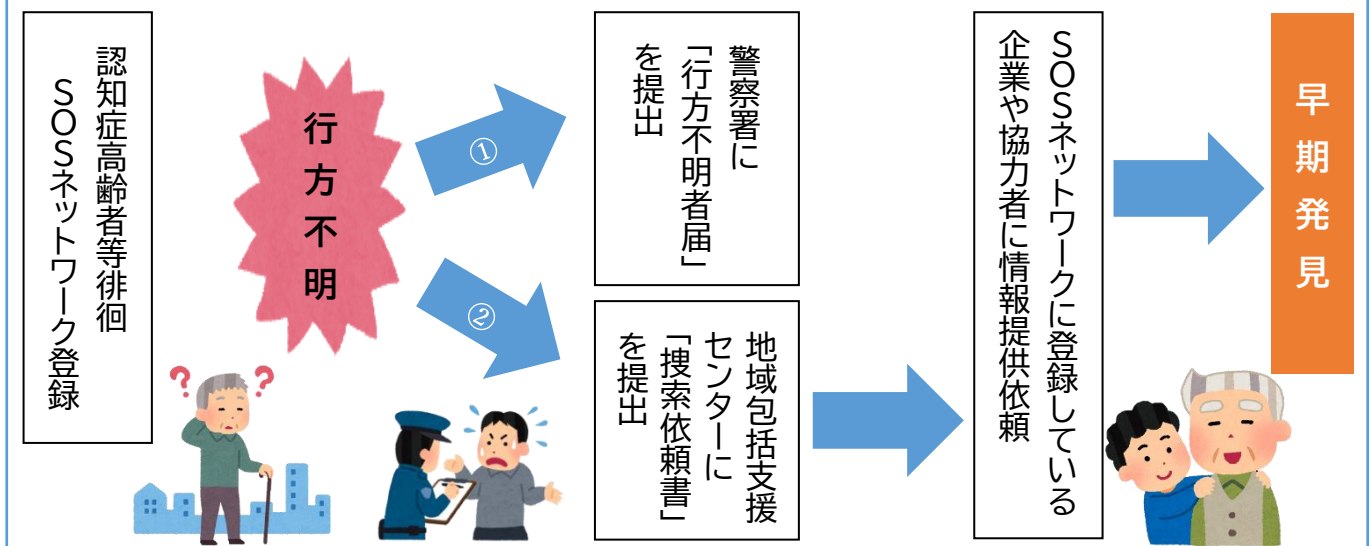 認知症高齢者等徘徊
SOSネットワーク登録
行方不明
①
警察署に
「行方不明者届」
を提出
②
地域包括支援
センターに
「捜索依頼書」
を提出
SOSネットワークに登録している
企業や協力者に情報提供依頼
早期発見
？
？